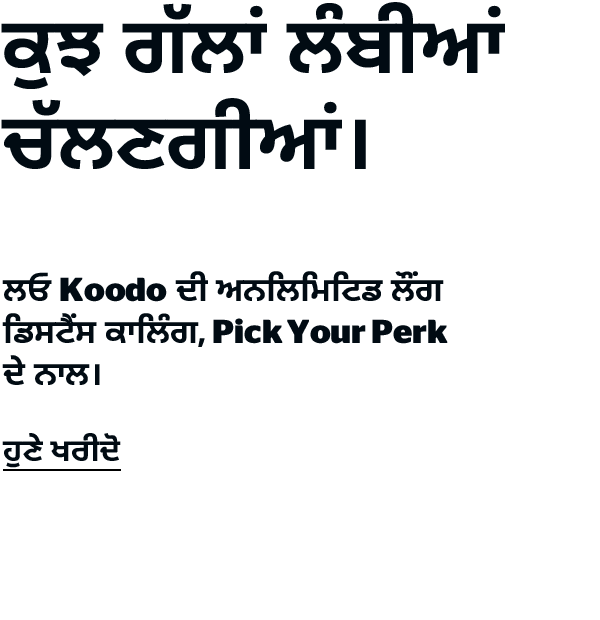 ਕੁਝ ਗੱਲਾਂ ਲੰਬੀਆਂ
ਚੱਲਣਗੀਆਂ।
ਲਓ Koodo ਦੀ ਅਨਲਿਮਿਟਿਡ ਲੌਂਗ
ਡਿਸਟੈਂਸ ਕਾਲਿੰਗ, Pick Your Perk
ਦੇ ਨਾਲ।
ਹੁਣੇ ਖਰੀਦੋ